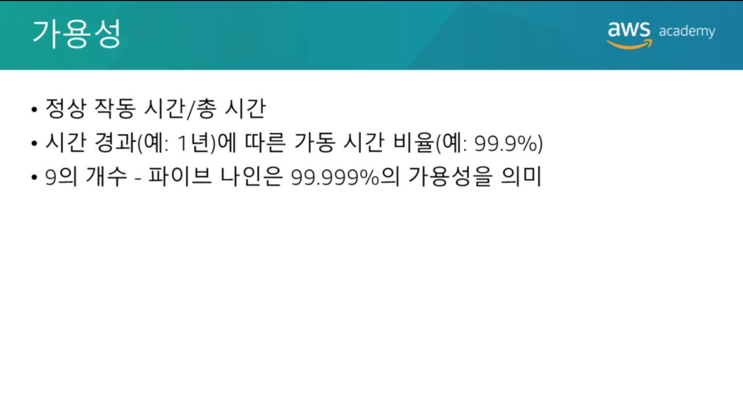 가용성
aws academy
• 정상 작동 시간/총 시간
• 시간 경과(예: 1년)에 따른 가동 시간 비율(예: 99.9%)
• 9의 개수 - 파이브 나인은 99.999%의 가용성을 의미